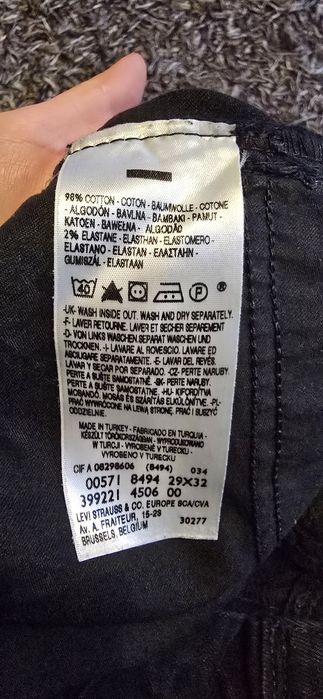 98% COTTON - COTON - BAUMWOLLE - COTONE
- ALGODÓN - BAVLNA - BAMBAKI - PAMUT -
KATOEN - BAWEŁNA - ALGODÃO
2% ELASTANE - ELASTHAN - ELASTOMERO -
ELASTANO - ELASTAN - ΕΛΑΣΤΑΗΝ -
GUMISZÁL - ELASTAAN
40 P ®
-UK- WASH INSIDE OUT. WASH AND DRY SEPARATELY.
-F- LAVER RETOURNE. LAVER ET SECHER SEPAREMENT
-D- VON LINKS WASCHEN.SEPARAT WASCHEN UND
TROCKNEN. -I- LAVARE AL ROVESCIO. LAVARE ED
ASCIUGARE SEPARATAMENTE. -E- LAVAR DEL REVÉS.
LAVAR Y SECAR POR SEPARADO. -CZ- PERTE NARUBY.
PERTE A SUŠTE SAMOSTATNĚ. -SK- PERTE NARUBY.
PERTE A SUŠTE SAMOSTATNE. -HU- KIFORDÍTVA
MOSANDÓ. MOSÁS ÉS SZÁRÍTÁS ELKÜLÖNÍTVE. -PL-
PRAĆ WYWRÓCONE NA LEWĄ STRONĘ. PRAĆ I SUSZYĆ
ODDZIELNIE.
MADE IN TURKEY - FABRICADO EN TURQUIA -
KÉSZÜLT TÖRÖKORSZÁGBAN - WYPRODUKOWANO
W TURCJI - VYROBENÉ V TURECKU -
VYROBENO V TURECKU
CIF A 08298606 (8494) 034
00571 8494 29X32
399221 4506 00
LEVI STRAUSS & CO. EUROPE SCA/CVA
Av. A. FRAITEUR, 15-23 30277
BRUSSELS, BELGIUM